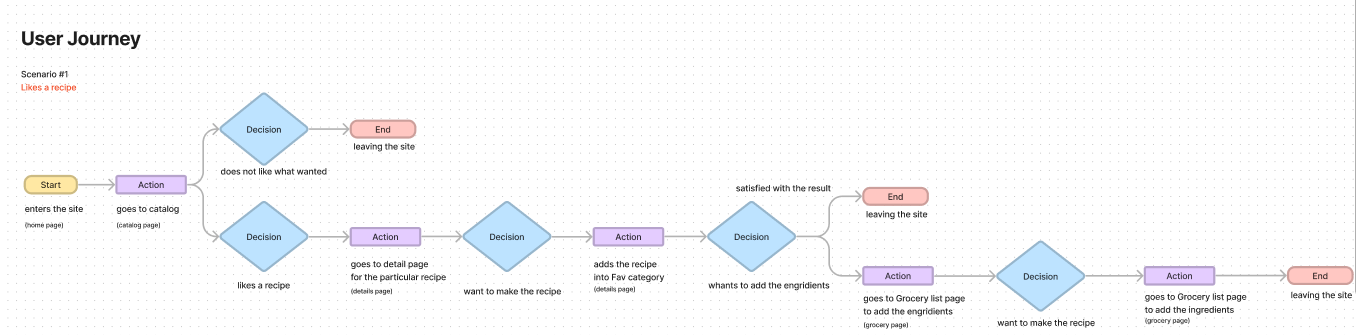 User Journey
Scenario #1
Likes a recipe
Decision
End
leaving the site
does not like what wanted
Start
enters the site
(home page)
Action
goes to catalog
(catalog page)
Decision
likes a recipe
Action
goes to detail page
for the particular recipe
(details page)
Decision
want to make the recipe
Action
adds the recipe
into Fav category
(details page)
Decision
whants to add the engridients
satisfied with the result
End
leaving the site
Action
goes to Grocery list page
to add the engridients
(grocery page)
Decision
want to make the recipe
Action
goes to Grocery list page
to add the ingredients
(grocery page)
End
leaving the site